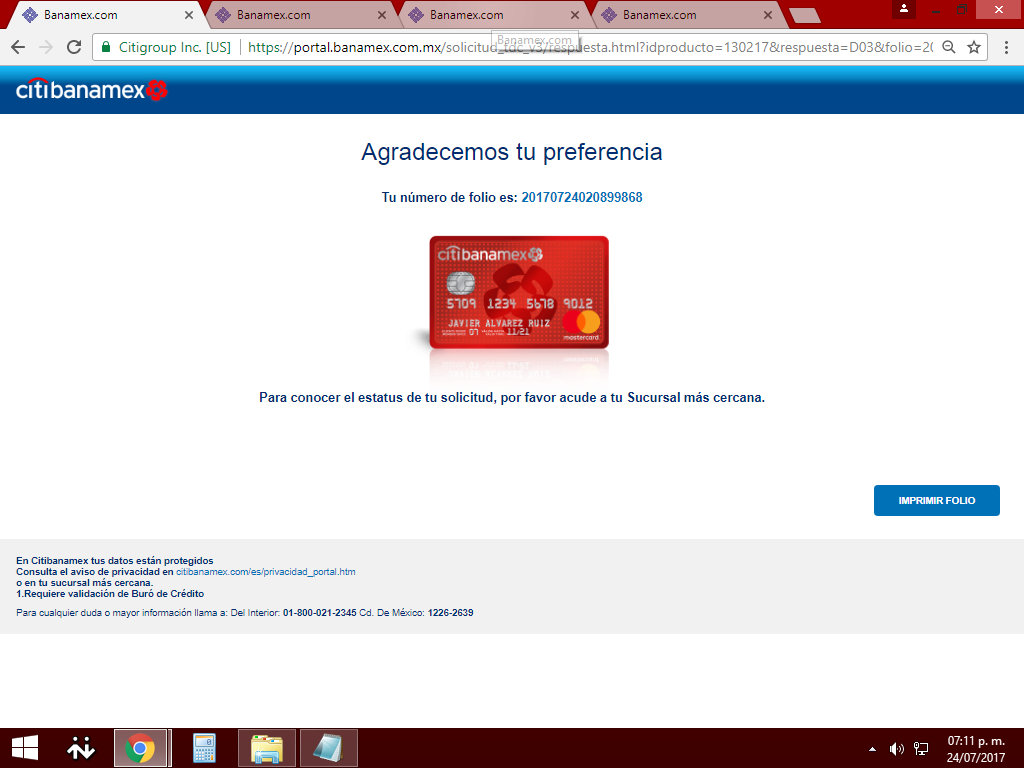 Banamex.com
Banamex.com
Banamex.com
Banamex.com
Banamex.com
Citigroup Inc. [US]
https://portal.banamex.com.mx/solicitud_tdc_v3/respuesta.html?idproducto=130217&respuesta=D03&folio=20
citibanamex
Agradecemos tu preferencia
Tu número de folio es: 20170724020899868
citibanamex
5709 1234 5678 9012
JAVIER ALVAREZ RUIZ
07 11/21
mastercard
Para conocer el estatus de tu solicitud, por favor acude a tu Sucursal más cercana.
IMPRIMIR FOLIO
En Citibanamex tus datos están protegidos
Consulta el aviso de privacidad en citibanamex.com/es/privacidad_portal.htm
o en tu sucursal más cercana.
1.Requiere validación de Buró de Crédito
Para cualquier duda o mayor información llama a: Del Interior: 01-800-021-2345 Cd. De México: 1226-2639
07:11 p. m.
24/07/2017